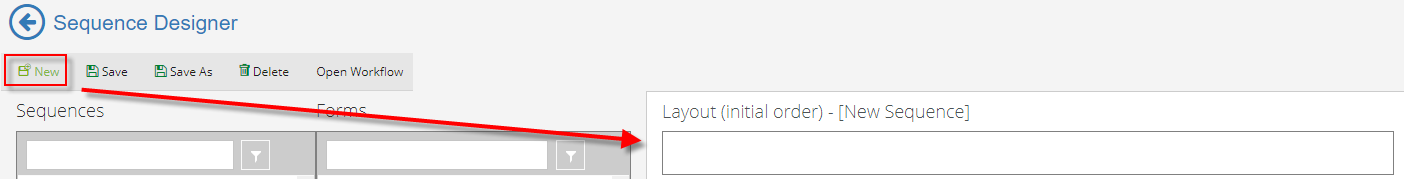 Sequence Designer
New Save Save As Delete Open Workflow
Sequences Forms Layout (initial order) - [New Sequence]